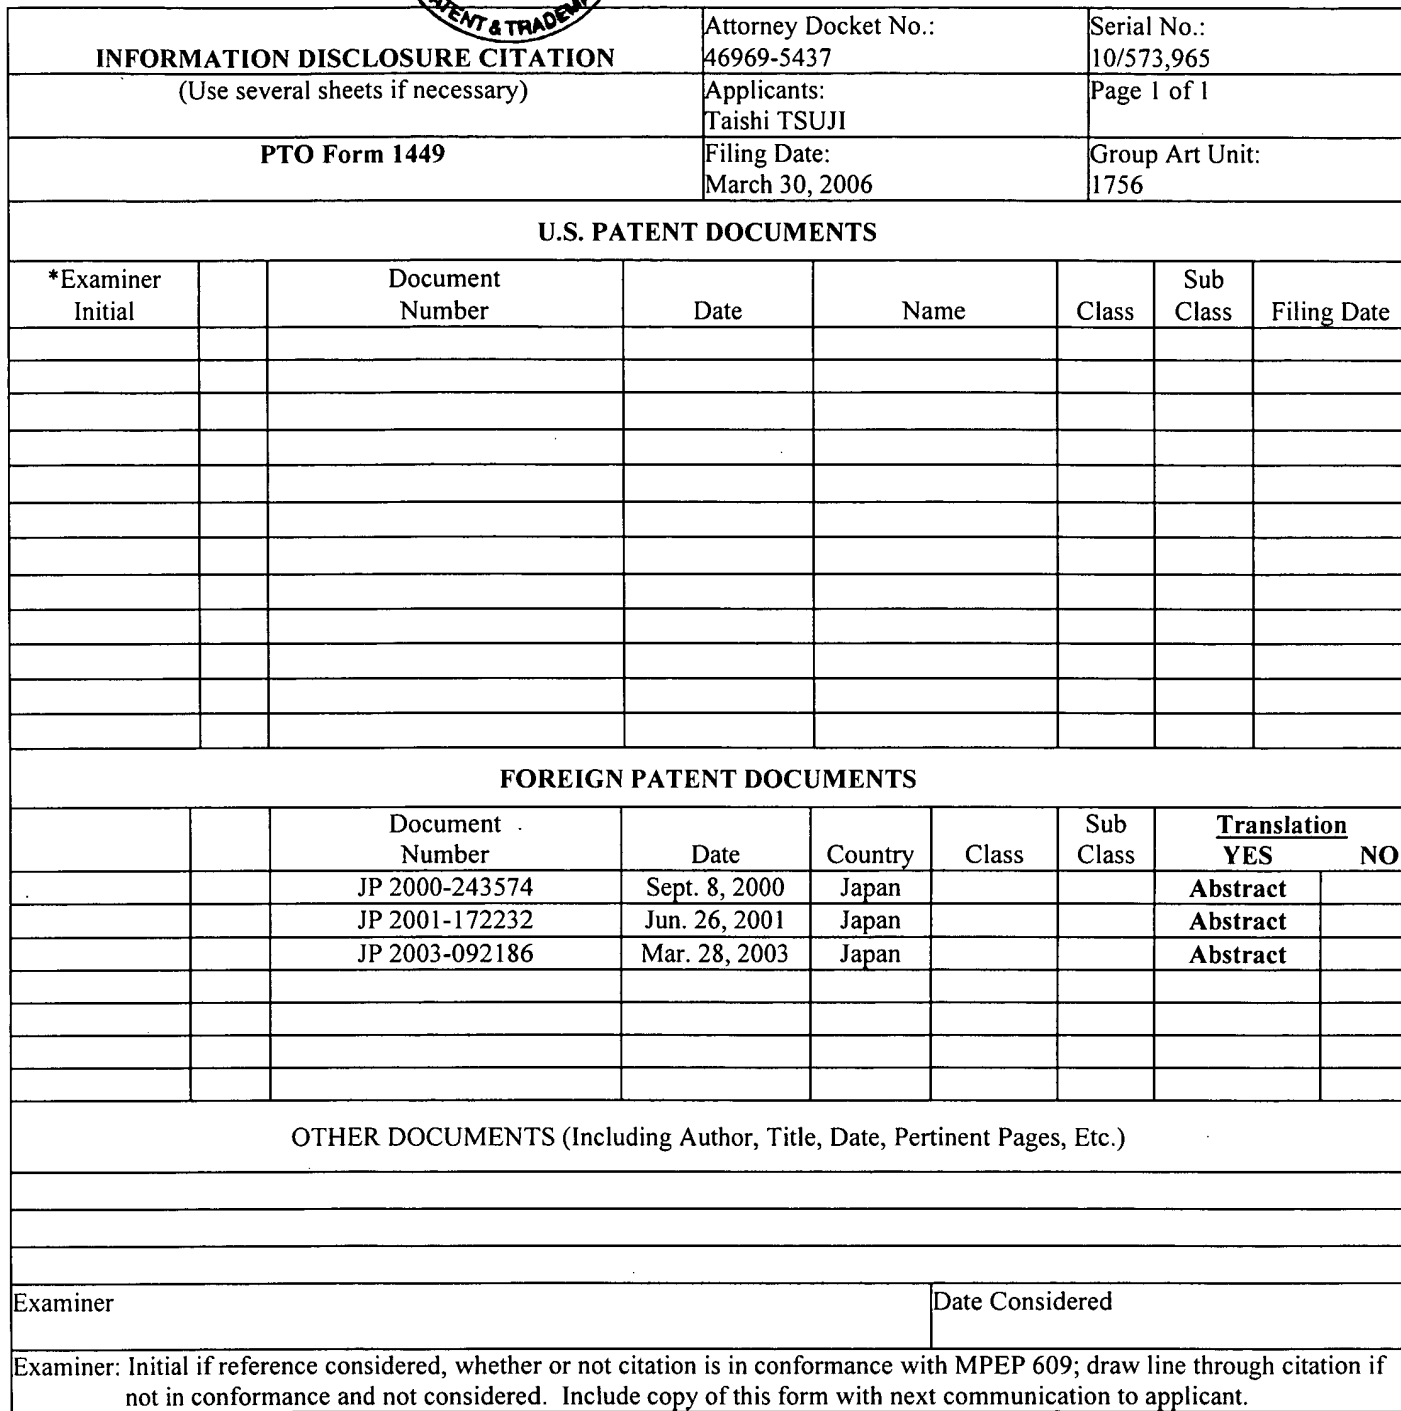 PATENT & TRADEM
INFORMATION DISCLOSURE CITATION
Attorney Docket No.:
46969-5437
Serial No.:
10/573,965
(Use several sheets if necessary)
Applicants:
Taishi TSUJI
Page 1 of 1
PTO Form 1449
Filing Date:
March 30, 2006
Group Art Unit:
1756
U.S. PATENT DOCUMENTS
*Examiner Initial
Document Number
Date
Name
Class
Sub Class
Filing Date
FOREIGN PATENT DOCUMENTS
Document Number
Date
Country
Class
Sub Class
Translation
YES NO
JP 2000-243574 Sept. 8, 2000 Japan Abstract
JP 2001-172232 Jun. 26, 2001 Japan Abstract
JP 2003-092186 Mar. 28, 2003 Japan Abstract
OTHER DOCUMENTS (Including Author, Title, Date, Pertinent Pages, Etc.)
Examiner
Date Considered
Examiner: Initial if reference considered, whether or not citation is in conformance with MPEP 609; draw line through citation if
not in conformance and not considered. Include copy of this form with next communication to applicant.